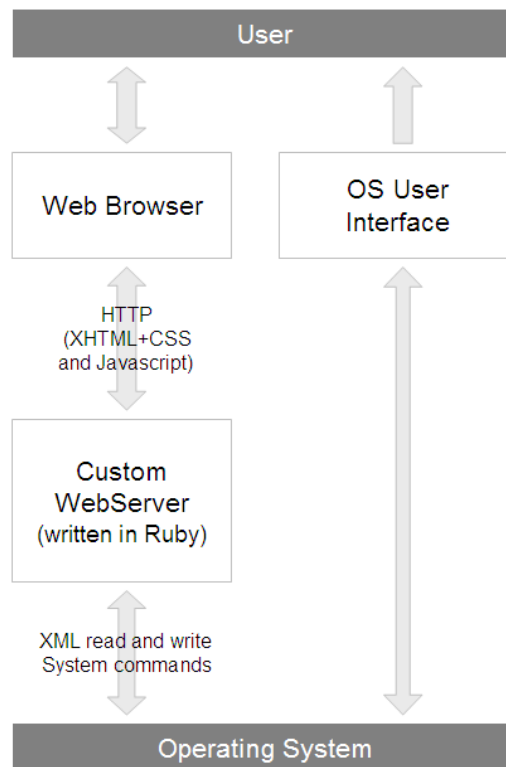 User
Web Browser
OS User
Interface
HTTP
(XHTML+CSS
and Javascript)
Custom
WebServer
(written in Ruby)
XML read and write
System commands
Operating System